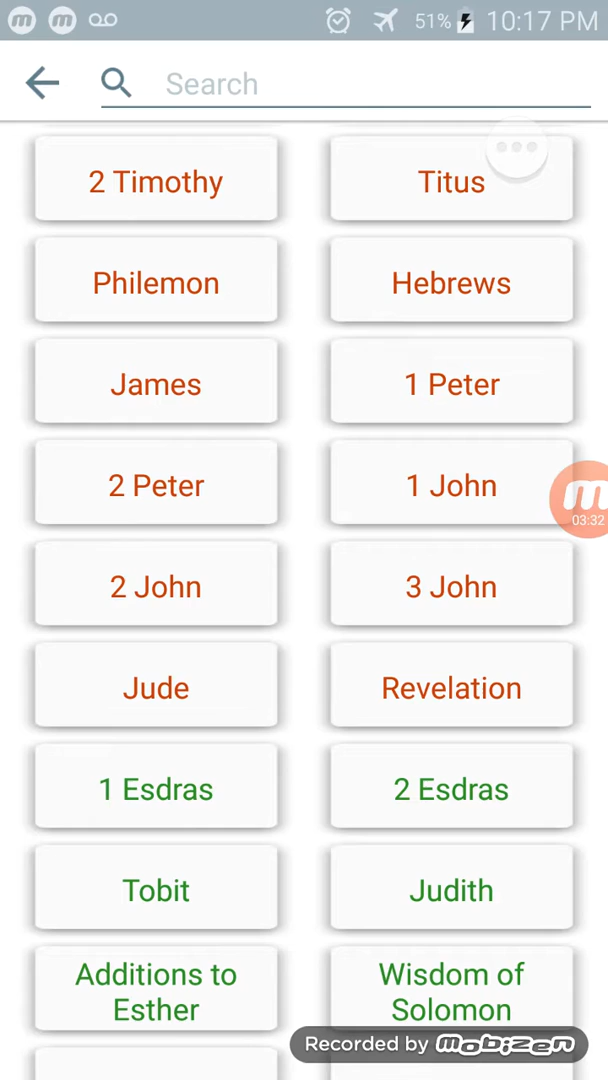 51% 10:17 PM
Search
2 Timothy
Titus
Philemon
Hebrews
James
1 Peter
2 Peter
1 John
03:32
2 John
3 John
Jude
Revelation
1 Esdras
2 Esdras
Tobit
Judith
Additions to
Esther
Wisdom of
Solomon
Recorded by mobizen